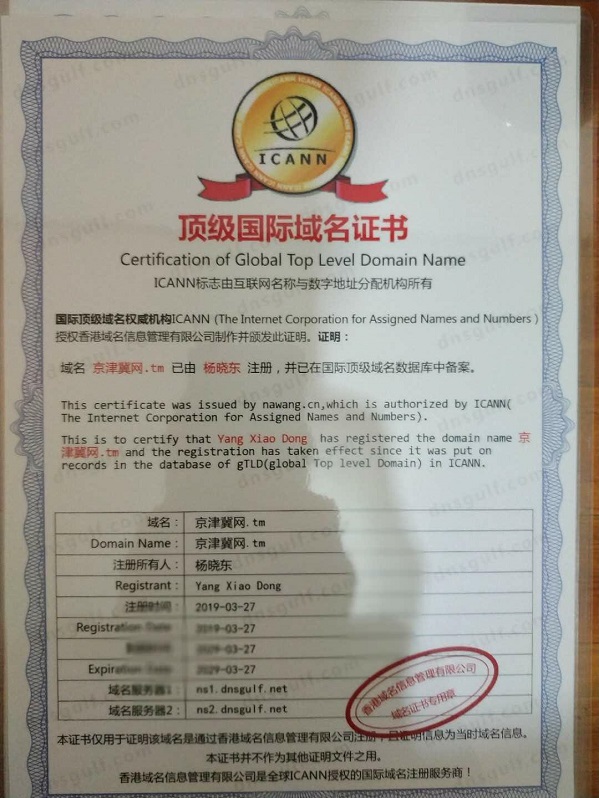 ICANN
顶级国际域名证书
Certification of Global Top Level Domain Name
ICANN标志由互联网名称与数字地址分配机构所有
国际顶级域名权威机构ICANN (The Internet Corporation for Assigned Names and Numbers )
授权香港域名信息管理有限公司制作并颁发此证明。证明：
域名 京津冀网.tm 已由 杨晓东 注册，并已在国际顶级域名数据库中备案。
This certificate was issued by nawang.cn,which is authorized by ICANN(
The Internet Corporation for Assigned Names and Numbers).
This is to certify that Yang Xiao Dong has registered the domain name 京
津冀网.tm and the registration has taken effect since it was put on
records in the database of gTLD(global Top level Domain) in ICANN.
域名： 京津冀网.tm
Domain Name： 京津冀网.tm
注册所有人： 杨晓东
Registrant： Yang Xiao Dong
注册时间： 2019-03-27
Registration Date： 2019-03-27
2029-03-27
Expiration Date： 2029-03-27
域名服务器1： ns1.dnsgulf.net
域名服务器2： ns2.dnsgulf.net
香港域名信息管理有限公司
域名证书专用章
本证书仅用于证明该域名是通过香港域名信息管理有限公司注册，且证明信息为当时域名信息。
本证书并不作为其他证明文件之用。
香港域名信息管理有限公司是全球ICANN授权的国际域名注册服务商！